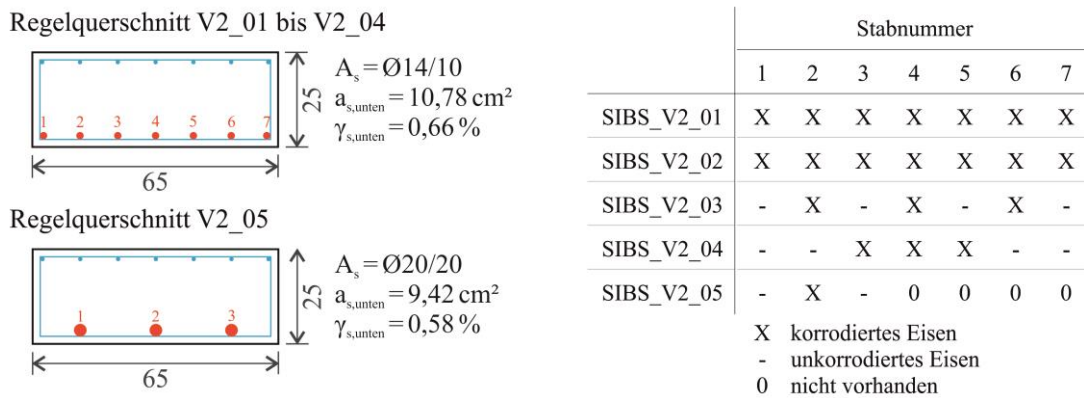 Regelquerschnitt V2_01 bis V2_04
1 2 3 4 5 6 7
25
65
Aₛ = Ø14/10
aₛ,unten = 10,78 cm²
γₛ,unten = 0,66 %
Regelquerschnitt V2_05
1 2 3
25
65
Aₛ = Ø20/20
aₛ,unten = 9,42 cm²
γₛ,unten = 0,58 %
Stabnummer
1 2 3 4 5 6 7
SIBS_V2_01 X X X X X X X
SIBS_V2_02 X X X X X X X
SIBS_V2_03 - X - X - X -
SIBS_V2_04 - - X X X - -
SIBS_V2_05 - X - 0 0 0 0
X korrodiertes Eisen
- unkorrodiertes Eisen
0 nicht vorhanden